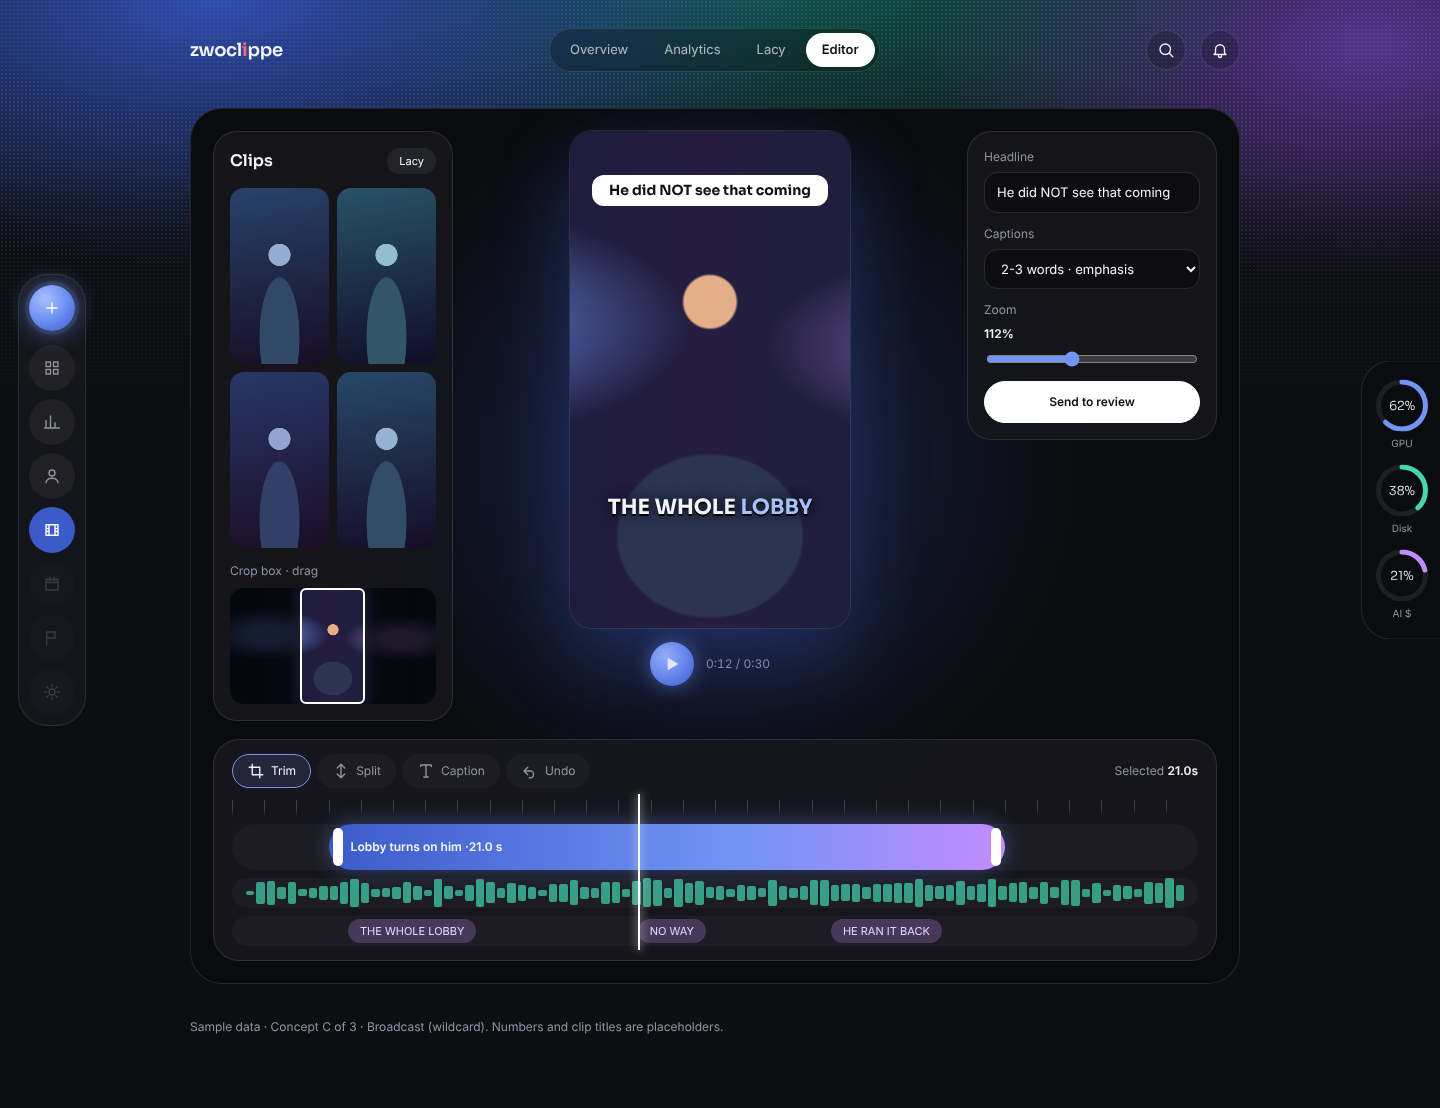 zwoclippe
Overview
Analytics
Lacy
Editor
Clips
Lacy
Crop box · drag
He did NOT see that coming
THE WHOLE LOBBY
0:12 / 0:30
Headline
He did NOT see that coming
Captions
2-3 words · emphasis
Zoom
112%
Send to review
62%
GPU
38%
Disk
21%
AI $
Trim
Split
Caption
Undo
Selected 21.0s
Lobby turns on him ·21.0 s
THE WHOLE LOBBY
NO WAY
HE RAN IT BACK
Sample data · Concept C of 3 · Broadcast (wildcard). Numbers and clip titles are placeholders.